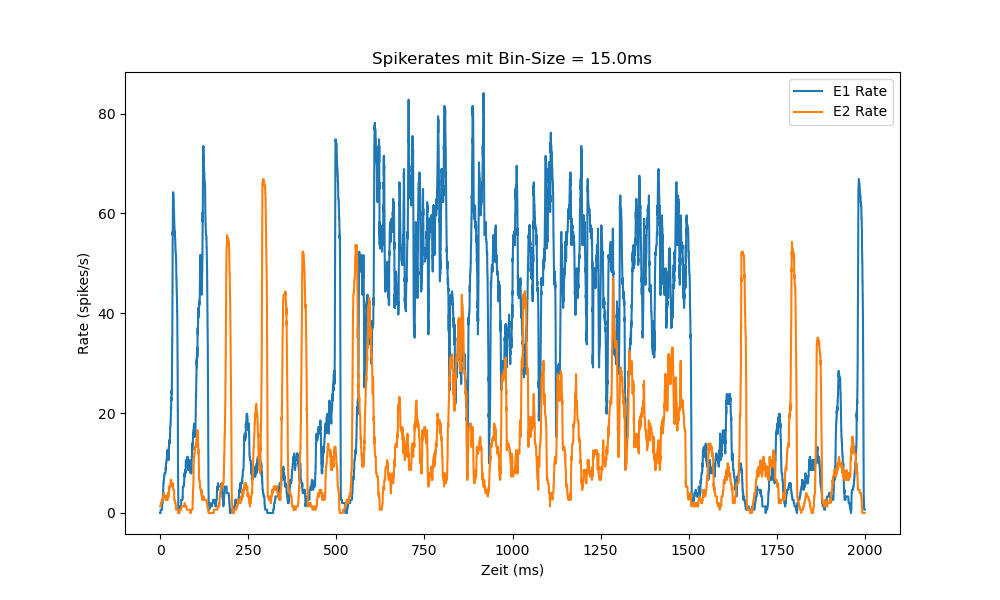 Spikerates mit Bin-Size = 15.0ms
E1 Rate
E2 Rate
80
60
40
20
0
Rate (spikes/s)
0 250 500 750 1000 1250 1500 1750 2000
Zeit (ms)